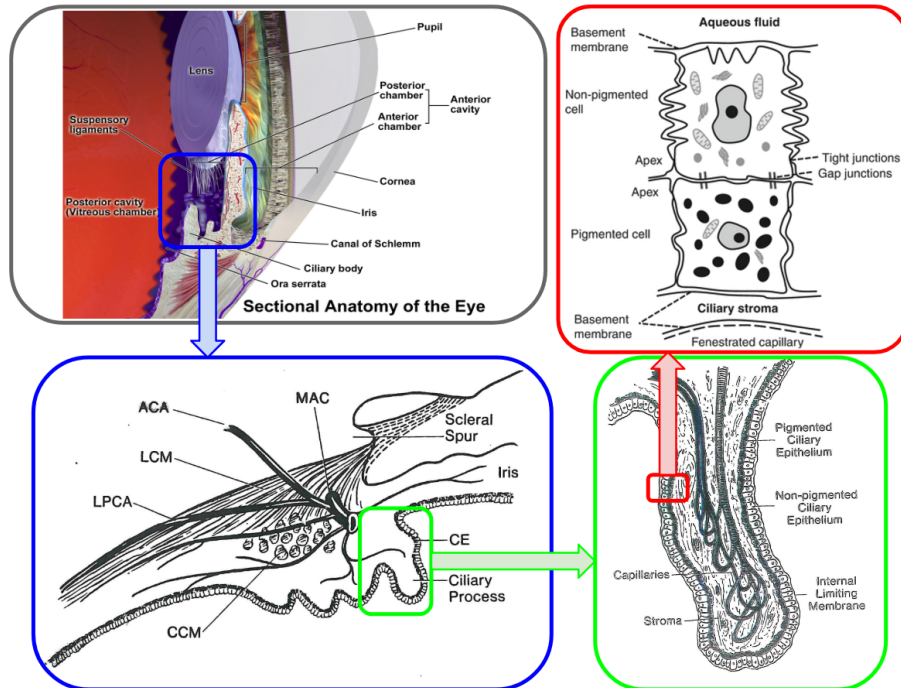 Pupil
Lens
Posterior
chamber
Anterior
cavity
Anterior
chamber
Suspensory
ligaments
Cornea
Posterior cavity
(Vitreous chamber)
Iris
Canal of Schlemm
Ciliary body
Ora serrata
Sectional Anatomy of the Eye
Aqueous fluid
Basement
membrane
Non-pigmented
cell
Apex
Tight junctions
Gap junctions
Apex
Pigmented cell
Ciliary stroma
Basement
membrane
Fenestrated capillary
ACA
MAC
LCM
Scleral
Spur
LPCA
Iris
CE
Ciliary
Process
CCM
Pigmented
Ciliary
Epithelium
Non-pigmented
Ciliary
Epithelium
Capillaries
Internal
Limiting
Membrane
Stroma